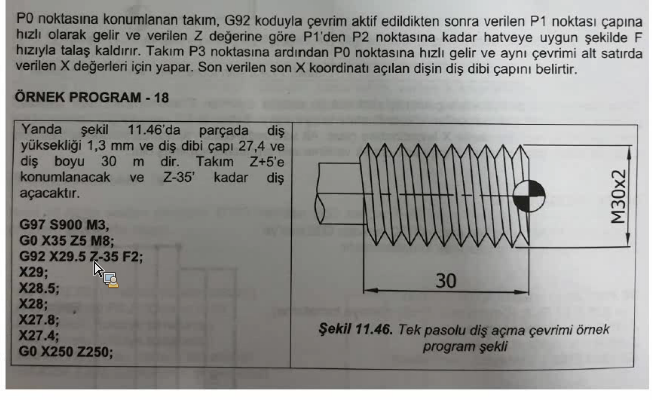 P0 noktasına konumlanan takım, G92 koduyla çevrim aktif edildikten sonra verilen P1 noktası çapına
hızlı olarak gelir ve verilen Z değerine göre P1'den P2 noktasına kadar hatveye uygun şekilde F
hızıyla talaş kaldırır. Takım P3 noktasına ardından P0 noktasına hızlı gelir ve aynı çevrimi alt satırda
verilen X değerleri için yapar. Son verilen son X koordinatı açılan dişin diş dibi çapını belirtir.
ÖRNEK PROGRAM - 18
Yanda şekil 11.46'da parçada diş
yüksekliği 1,3 mm ve diş dibi çapı 27,4 ve
diş boyu 30 m dir. Takım Z+5'e
konumlanacak ve Z-35' kadar diş
açacaktır.
G97 S900 M3,
G0 X35 Z5 M8;
G92 X29.5 Z-35 F2;
X29;
X28.5;
X28;
X27.8;
X27.4;
G0 X250 Z250;
M30x2
30
Şekil 11.46. Tek pasolu diş açma çevrimi örnek
program şekli